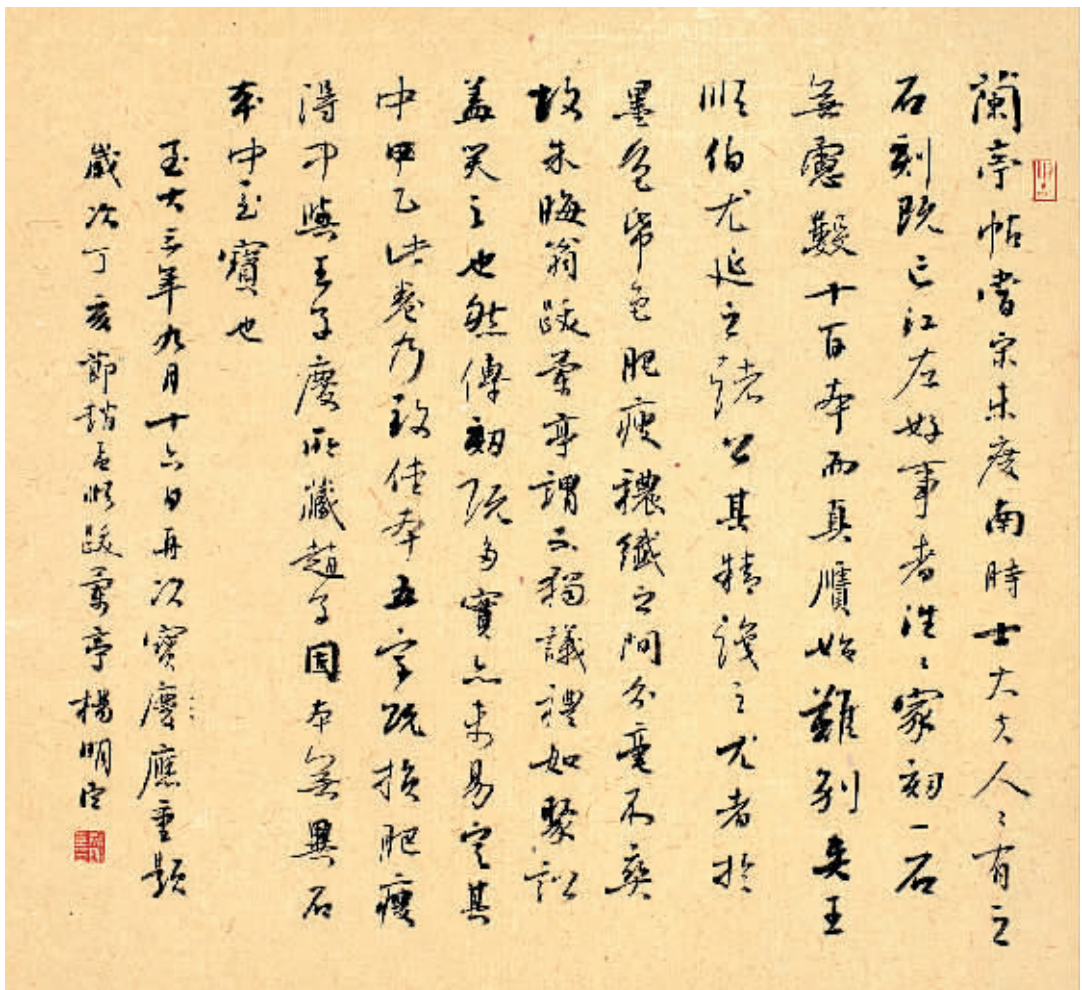 蘭亭帖當宋未度南時士大夫人〻有之
石刻既亡江左好事者往〻家刻一石
無慮數十百本而真贋始難別矣王
順伯尤延之諸公其精識之尤者於
墨色紙色肥瘦穠纖之間分毫不爽
故朱晦翁跋蘭亭謂不獨議禮如聚訟
蓋笑之也然傳刻既多實亦未易定其
中甲乙此卷乃致佳本五字既損肥瘦
得中與王子慶所藏趙子固本無異石
本中至寶也
至大三年九月十六日再次寶慶應重題
歲次丁亥節趙孟順跋蘭亭楊明